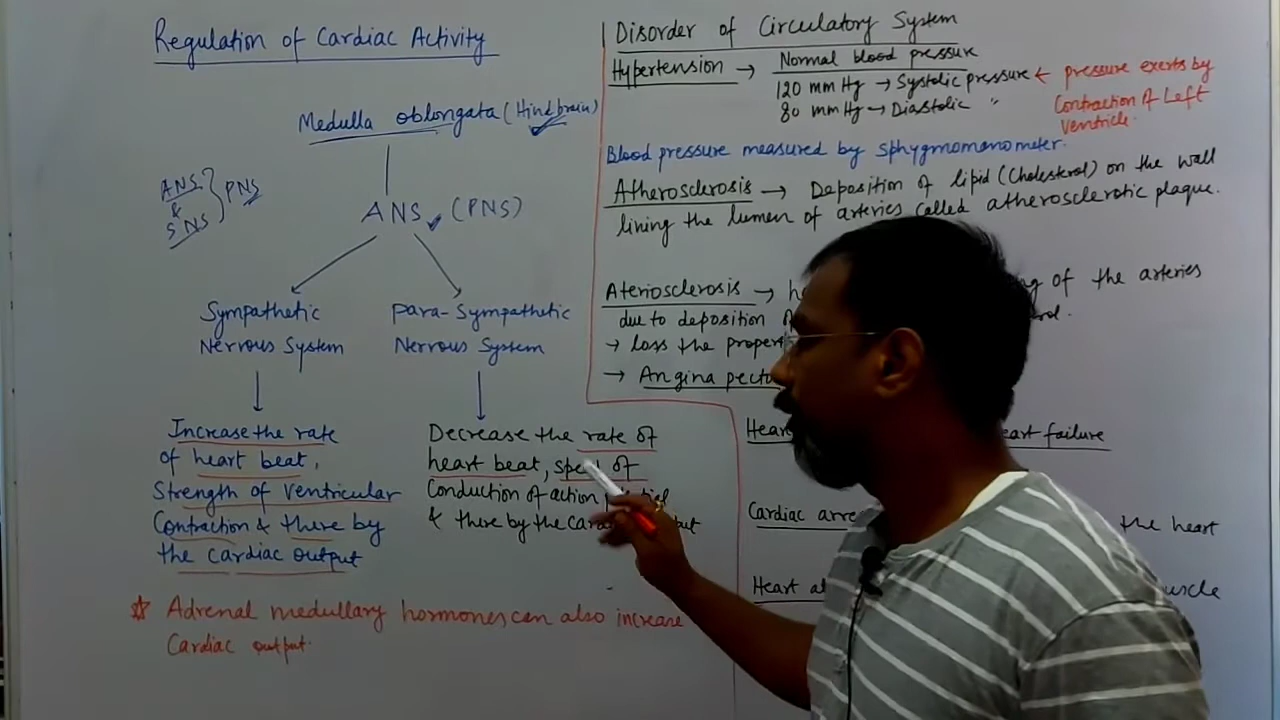 Regulation of Cardiac Activity
Medulla oblongata (Hindbrain)
ANS
&
SNS
} PNS
ANS (PNS)
Sympathetic
Nervous System
Para-Sympathetic
Nervous System
Increase the rate
of heart beat,
Strength of Ventricular
Contraction & there by
the cardiac output
Decrease the rate of
heart beat, of
Conduction of action
& there by the
☆ Adrenal medullary hormones can also increase
Cardiac output.
Disorder of Circulatory System
Hypertension → Normal blood pressure
120 mm Hg → Systolic pressure ← pressure exerts by
Contraction of Left
Ventricle.
80 mm Hg → Diastolic "
Blood pressure measured by sphygmomanometer.
Atherosclerosis → Deposition of lipid (Cholesterol) on the wall
lining the lumen of arteries called atherosclerotic plaque.
Ateriosclerosis → of the arteries
due to deposition
→ loss the
→ Angina
failure
Cardiac the heart
Heart